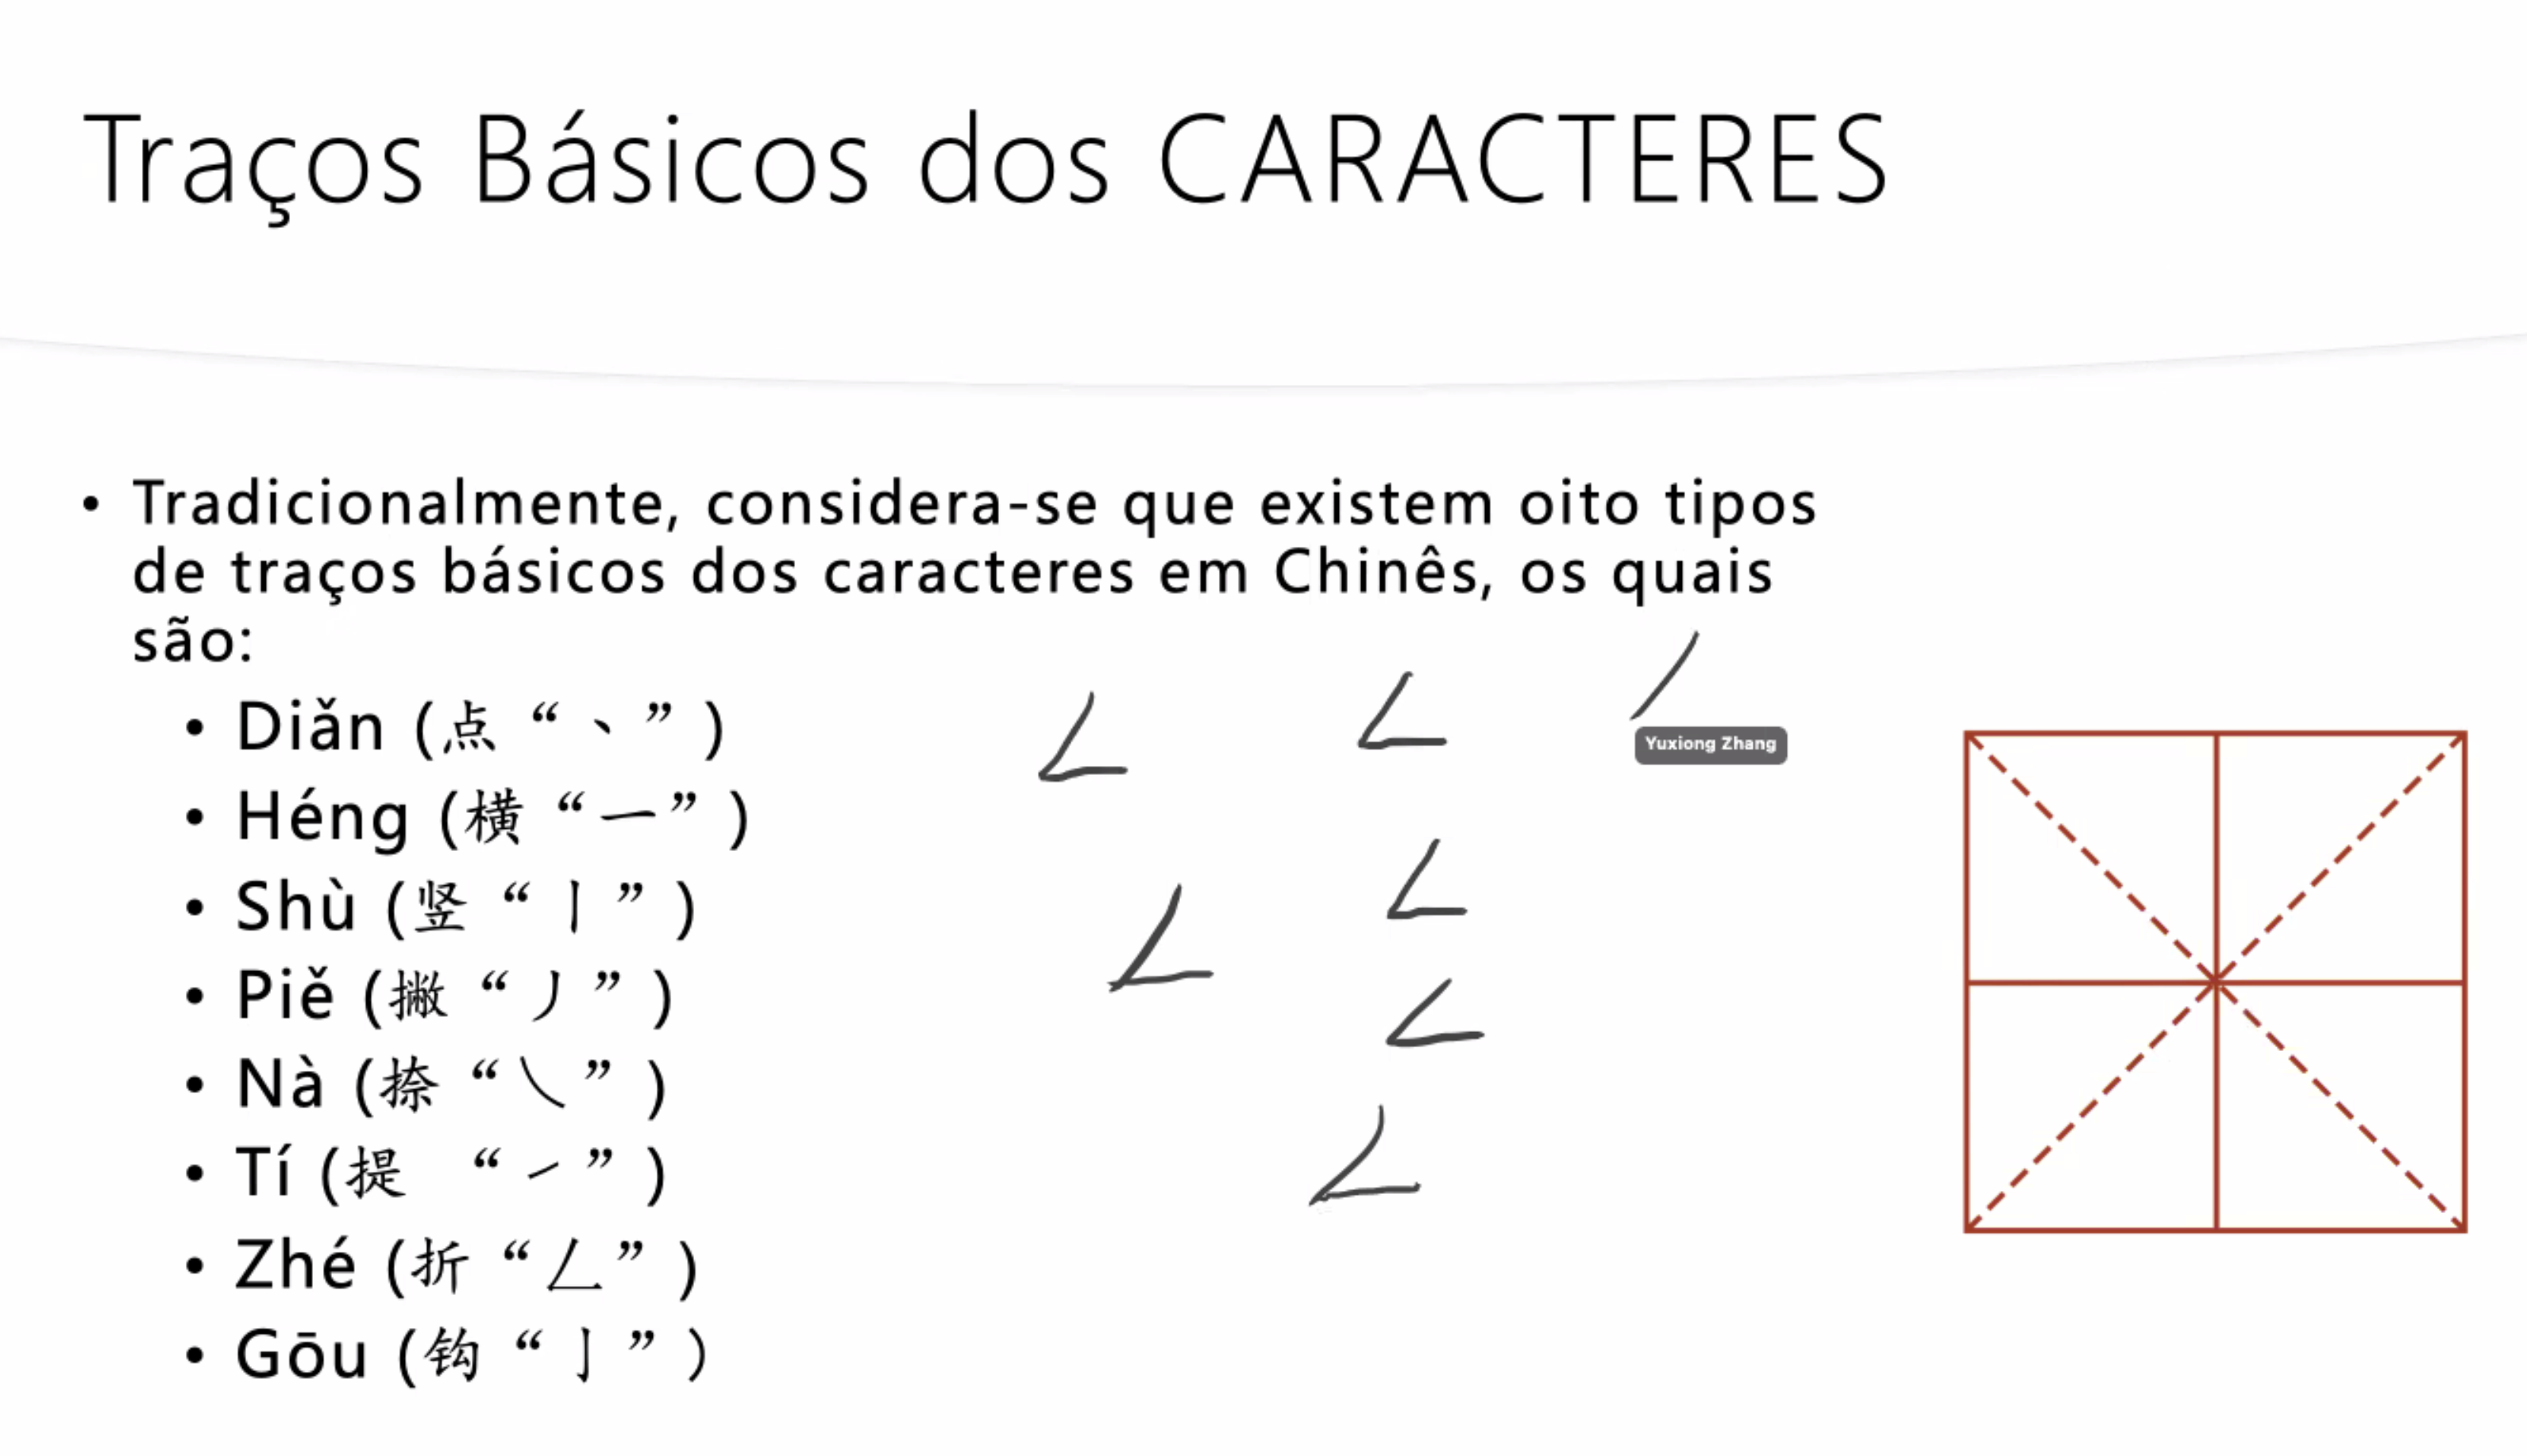 Traços Básicos dos CARACTERES
• Tradicionalmente, considera-se que existem oito tipos
de traços básicos dos caracteres em Chinês, os quais
são:
• Diǎn (点 “ 丶 ” )
• Héng (横 “ 一 ” )
• Shù (竖 “ 丨 ” )
• Piě (撇 “ 丿 ” )
• Nà (捺 “ ㇏ ” )
• Tí (提 “ ㇀ ” )
• Zhé (折 “ 𠃋 ” )
• Gōu (钩 “ 亅 ” )
Yuxiong Zhang